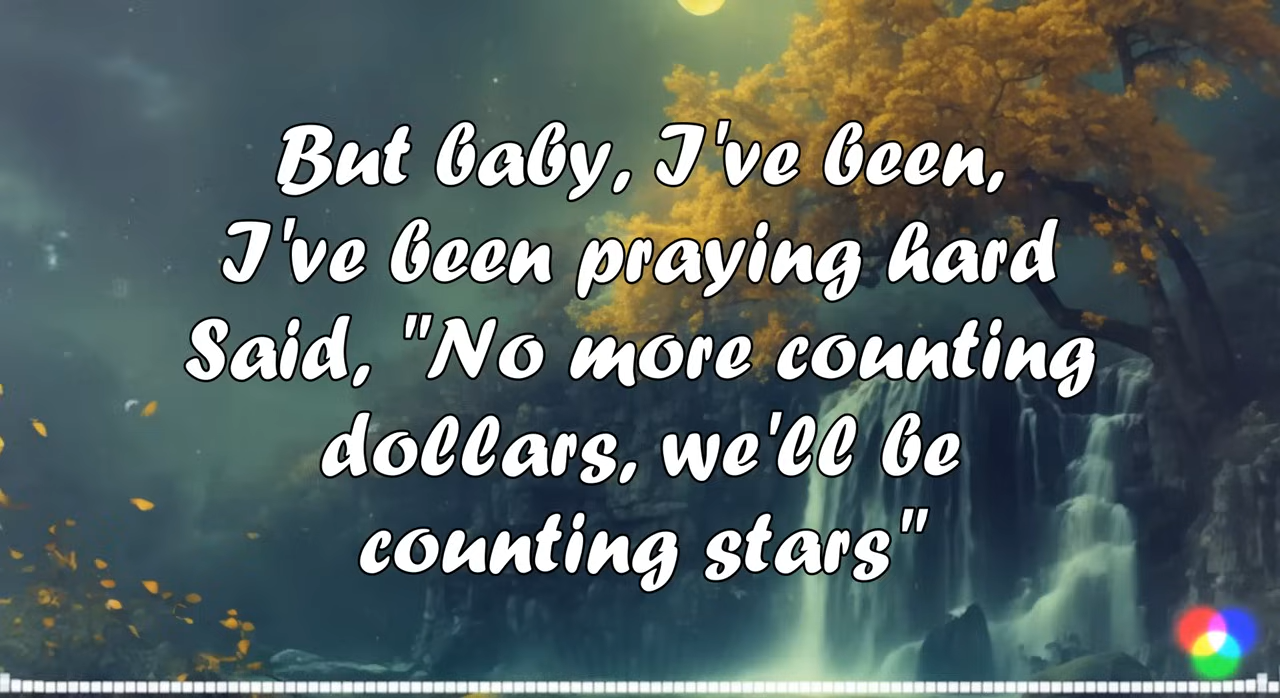 But baby, I've been,
I've been praying hard
Said, "No more counting
dollars, we'll be
counting stars"